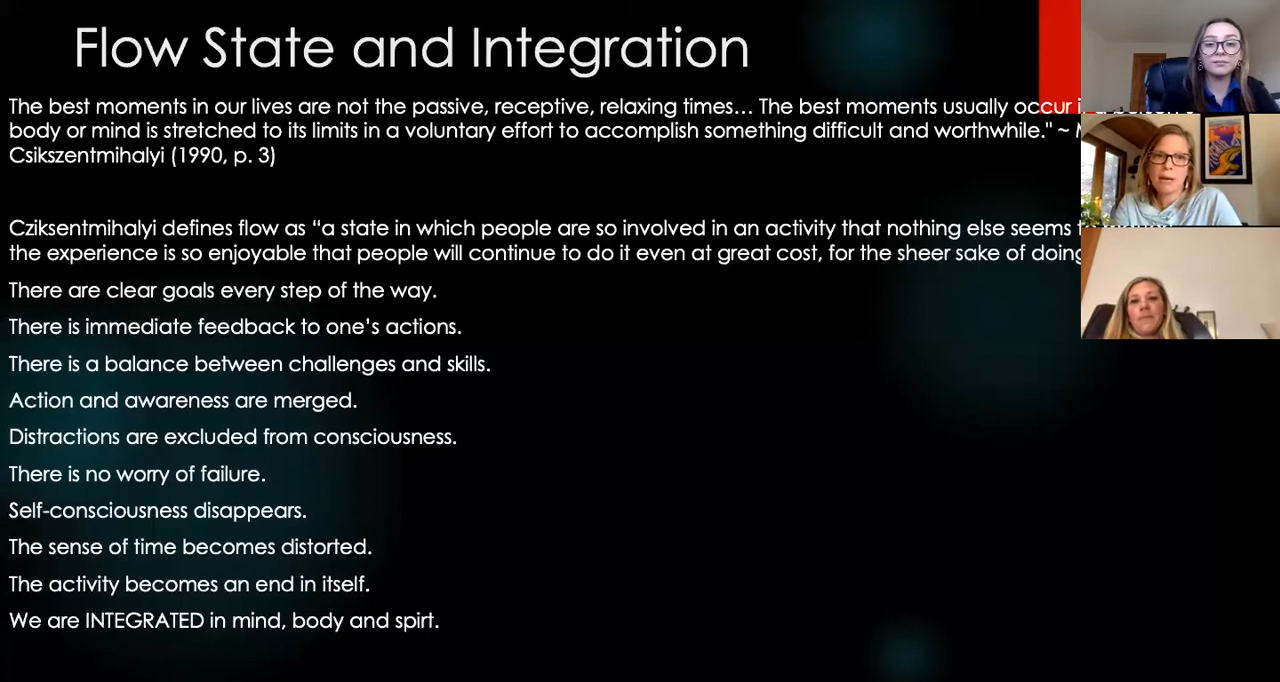 Flow State and Integration
The best moments in our lives are not the passive, receptive, relaxing times… The best moments usually occur
body or mind is stretched to its limits in a voluntary effort to accomplish something difficult and worthwhile." ~
Csikszentmihalyi (1990, p. 3)
Cziksentmihalyi defines flow as “a state in which people are so involved in an activity that nothing else seems
the experience is so enjoyable that people will continue to do it even at great cost, for the sheer sake of doing
There are clear goals every step of the way.
There is immediate feedback to one’s actions.
There is a balance between challenges and skills.
Action and awareness are merged.
Distractions are excluded from consciousness.
There is no worry of failure.
Self-consciousness disappears.
The sense of time becomes distorted.
The activity becomes an end in itself.
We are INTEGRATED in mind, body and spirt.